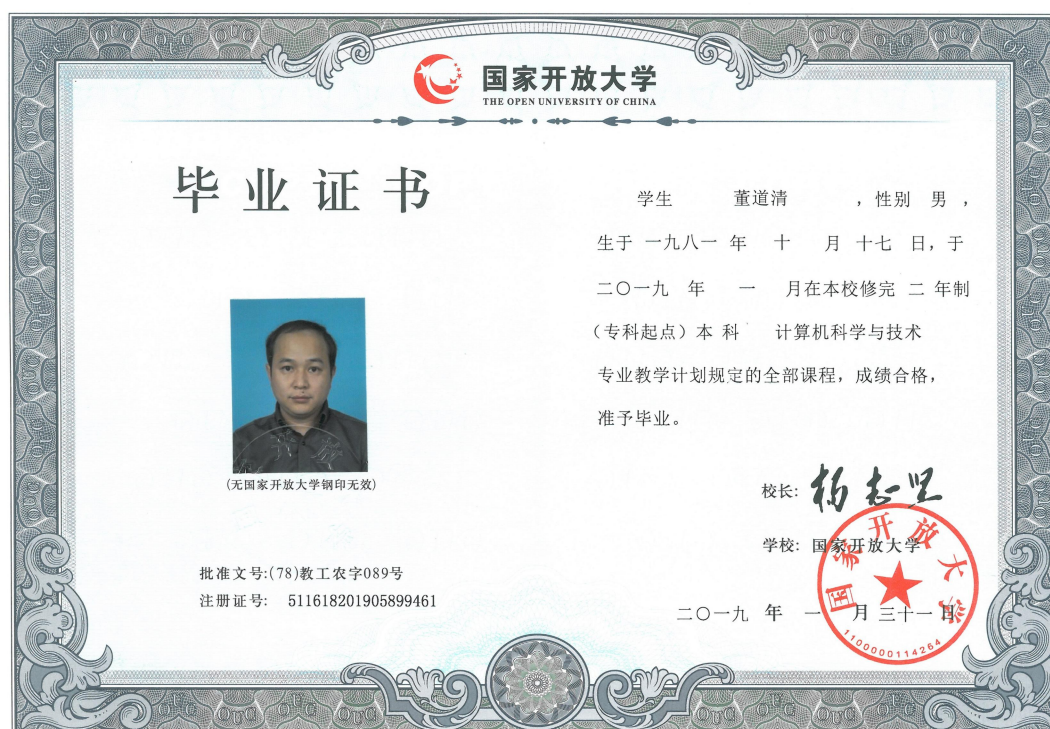 国家开放大学
THE OPEN UNIVERSITY OF CHINA
毕业证书
(无国家开放大学钢印无效)
批准文号:(78)教工农字089号
注册证号: 511618201905899461
学生 董道清 ，性别 男 ，
生于 一九八一 年 十 月 十七 日，于
二〇一九 年 一 月在本校修完 二 年制
（专科起点）本 科 计算机科学与技术
专业教学计划规定的全部课程，成绩合格，
准予毕业。
校长: 杨志坚
学校: 国家开放大学
二〇一九 年 一 月 三十一 日
国家开放大学
1100000114264